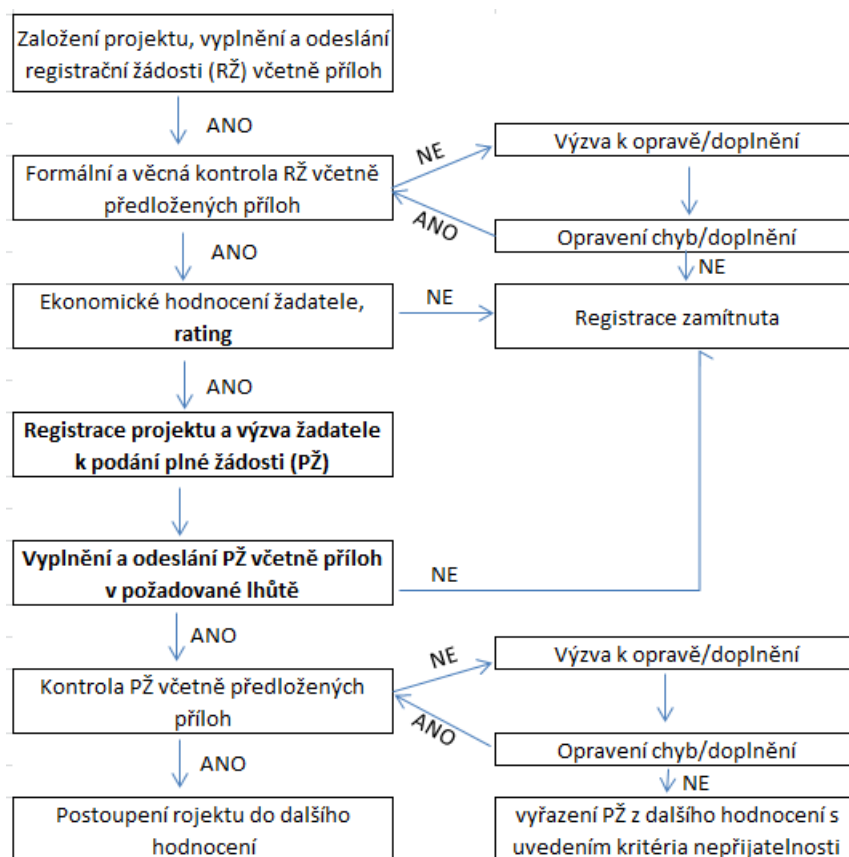 Založení projektu, vyplnění a odeslání
registrační žádosti (RŽ) včetně příloh
ANO
Formální a věcná kontrola RŽ včetně
předložených příloh
NE
Výzva k opravě/doplnění
ANO
Opravení chyb/doplnění
ANO
NE
Ekonomické hodnocení žadatele,
rating
NE
Registrace zamítnuta
ANO
Registrace projektu a výzva žadatele
k podání plné žádosti (PŽ)
Vyplnění a odeslání PŽ včetně příloh
v požadované lhůtě
NE
ANO
Kontrola PŽ včetně předložených
příloh
NE
Výzva k opravě/doplnění
ANO
Opravení chyb/doplnění
ANO
NE
Postoupení rojektu do dalšího
hodnocení
vyřazení PŽ z dalšího hodnocení s
uvedením kritéria nepřijatelnosti